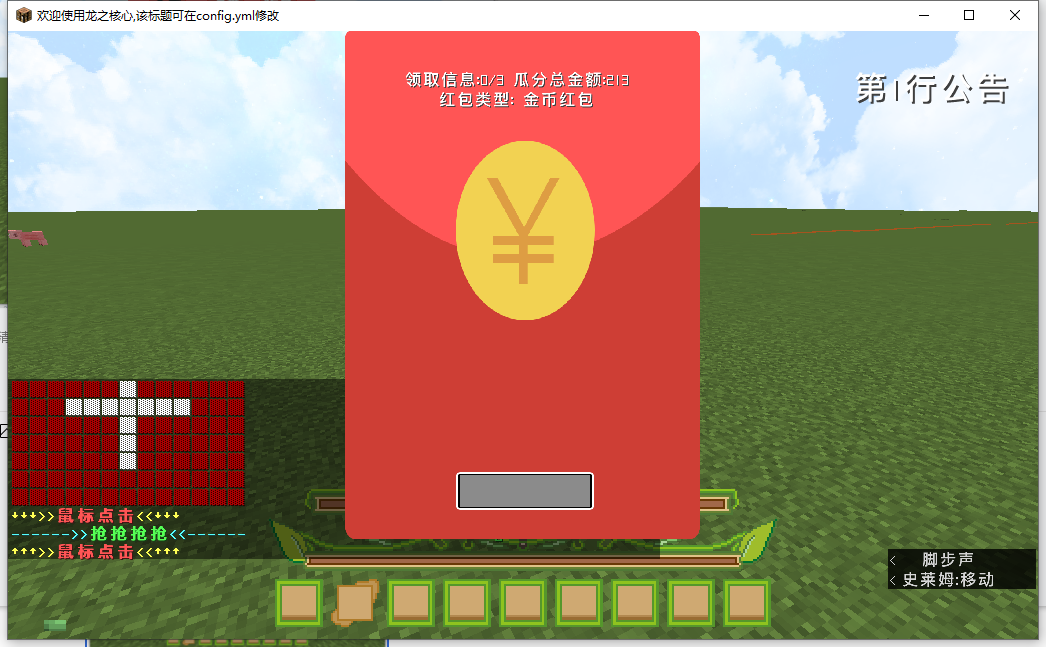 欢迎使用龙之核心,该标题可在config.yml修改
领取信息:0/3 瓜分总金额:213
红包类型: 金币红包
¥
第1行公告
↓↓↓>>鼠标点击<<↓↓↓
------>>抢抢抢抢<<------
↑↑↑>>鼠标点击<<↑↑↑
< 脚步声
< 史莱姆:移动